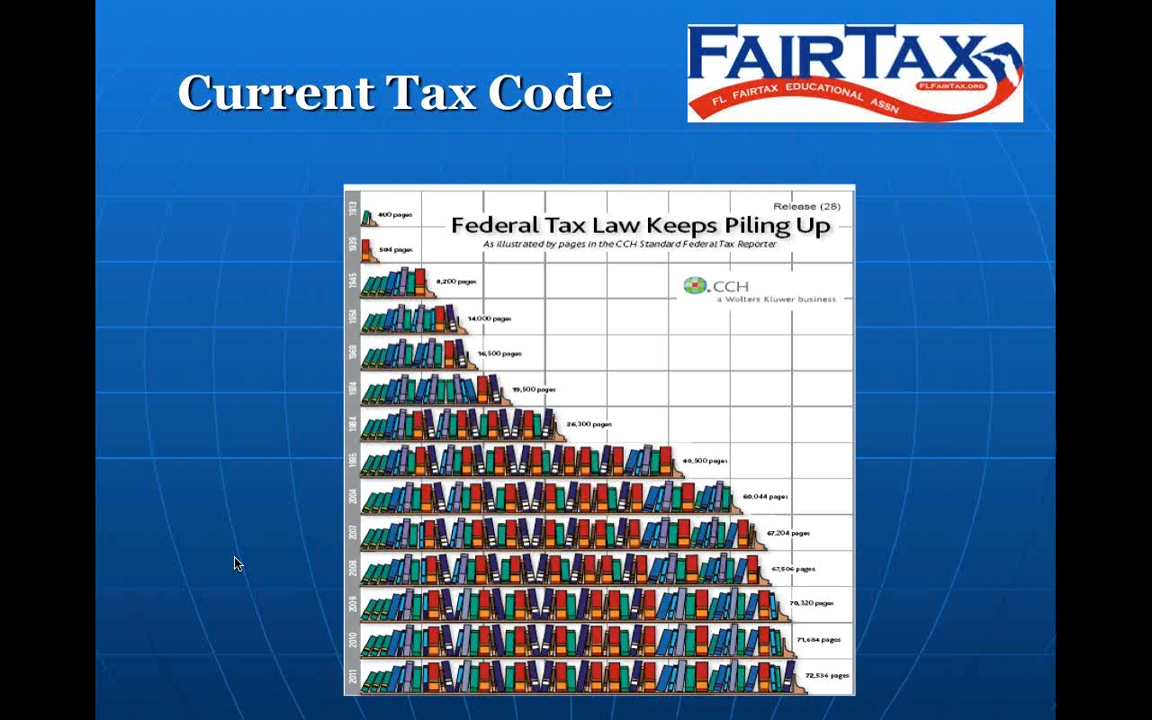 Current Tax Code
FAIRTAX
FLFAIRTAX.ORG
FL FAIRTAX EDUCATIONAL ASSN
Release (28)
Federal Tax Law Keeps Piling Up
As illustrated by pages in the CCH Standard Federal Tax Reporter
CCH
a Wolters Kluwer business
1913 400 pages
1939 504 pages
1945 8,200 pages
1954 14,000 pages
1969 16,500 pages
1974 19,500 pages
1984 26,300 pages
1995 40,500 pages
2004 60,044 pages
2007 67,204 pages
2008 67,506 pages
2009 70,320 pages
2010 71,684 pages
2011 72,536 pages